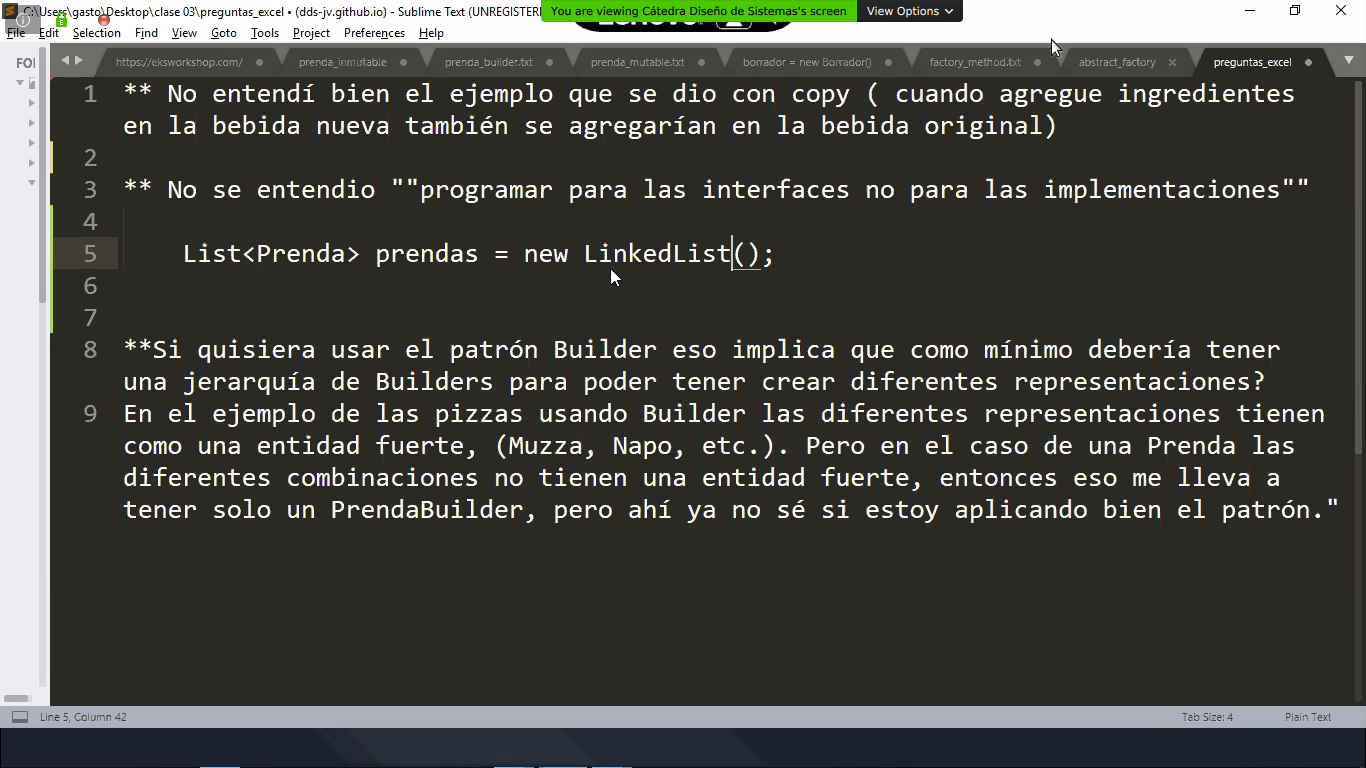 C:\Users\gasto\Desktop\clase 03\preguntas_excel • (dds-jv.github.io) - Sublime Text (UNREGISTERE
You are viewing Cátedra Diseño de Sistemas's screen
View Options
File Edit Selection Find View Goto Tools Project Preferences Help
FOI
https://eksworkshop.com/ prenda_inmutable prenda_builder.txt prenda_mutable.txt borrador = new Borrador() factory_method.txt abstract_factory preguntas_excel
1 ** No entendí bien el ejemplo que se dio con copy ( cuando agregue ingredientes
en la bebida nueva también se agregarían en la bebida original)
2
3 ** No se entendio ""programar para las interfaces no para las implementaciones""
4
5 List<Prenda> prendas = new LinkedList();
6
7
8 **Si quisiera usar el patrón Builder eso implica que como mínimo debería tener
una jerarquía de Builders para poder tener crear diferentes representaciones?
9 En el ejemplo de las pizzas usando Builder las diferentes representaciones tienen
como una entidad fuerte, (Muzza, Napo, etc.). Pero en el caso de una Prenda las
diferentes combinaciones no tienen una entidad fuerte, entonces eso me lleva a
tener solo un PrendaBuilder, pero ahí ya no sé si estoy aplicando bien el patrón."
Line 5, Column 42
Tab Size: 4
Plain Text